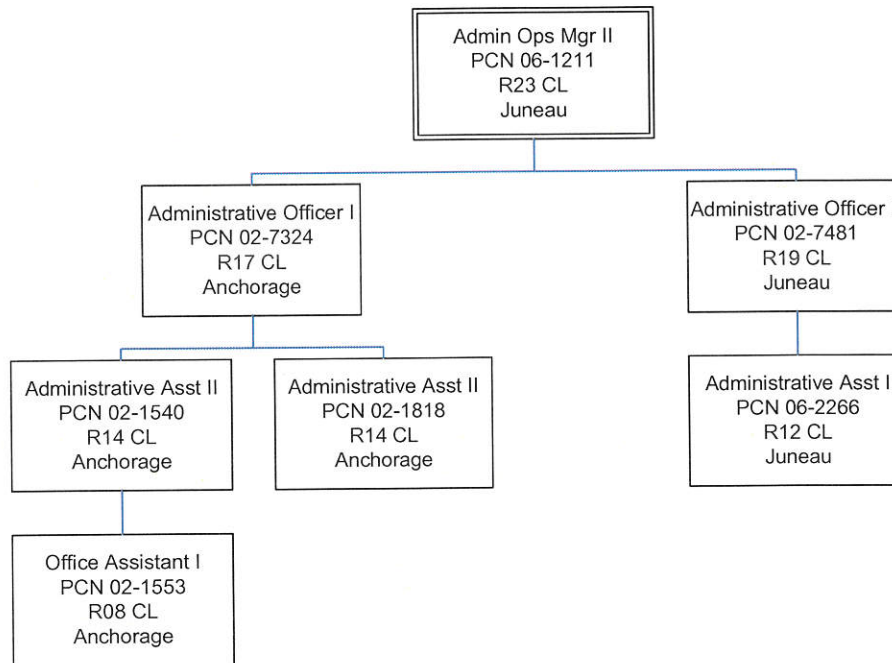 Admin Ops Mgr II
PCN 06-1211
R23 CL
Juneau
Administrative Officer I
PCN 02-7324
R17 CL
Anchorage
Administrative Officer
PCN 02-7481
R19 CL
Juneau
Administrative Asst II
PCN 02-1540
R14 CL
Anchorage
Administrative Asst II
PCN 02-1818
R14 CL
Anchorage
Administrative Asst I
PCN 06-2266
R12 CL
Juneau
Office Assistant I
PCN 02-1553
R08 CL
Anchorage